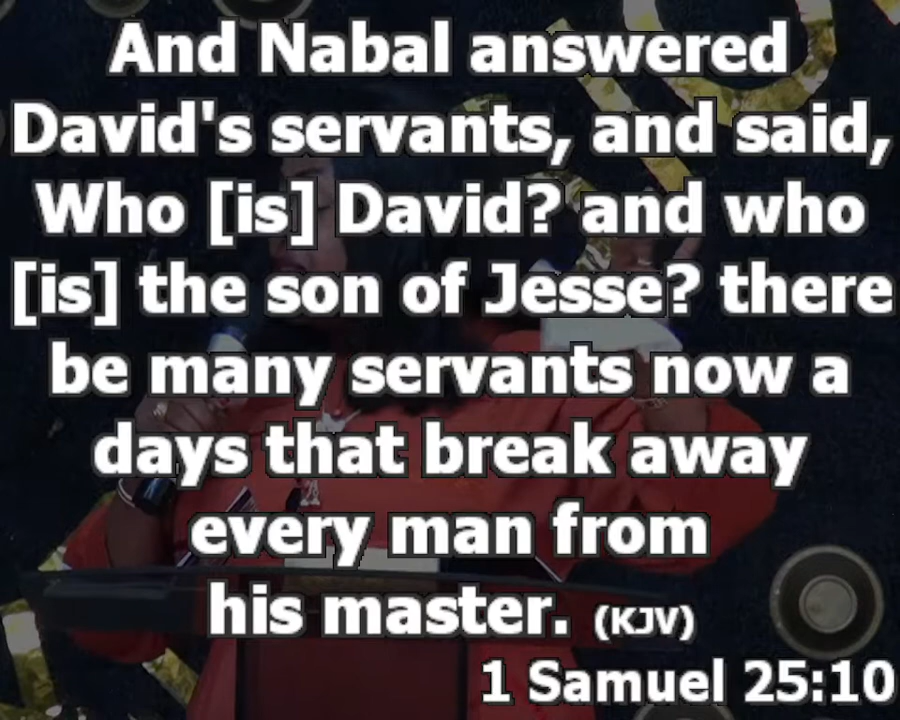 And Nabal answered
David's servants, and said,
Who [is] David? and who
[is] the son of Jesse? there
be many servants now a
days that break away
every man from
his master. (KJV)
1 Samuel 25:10